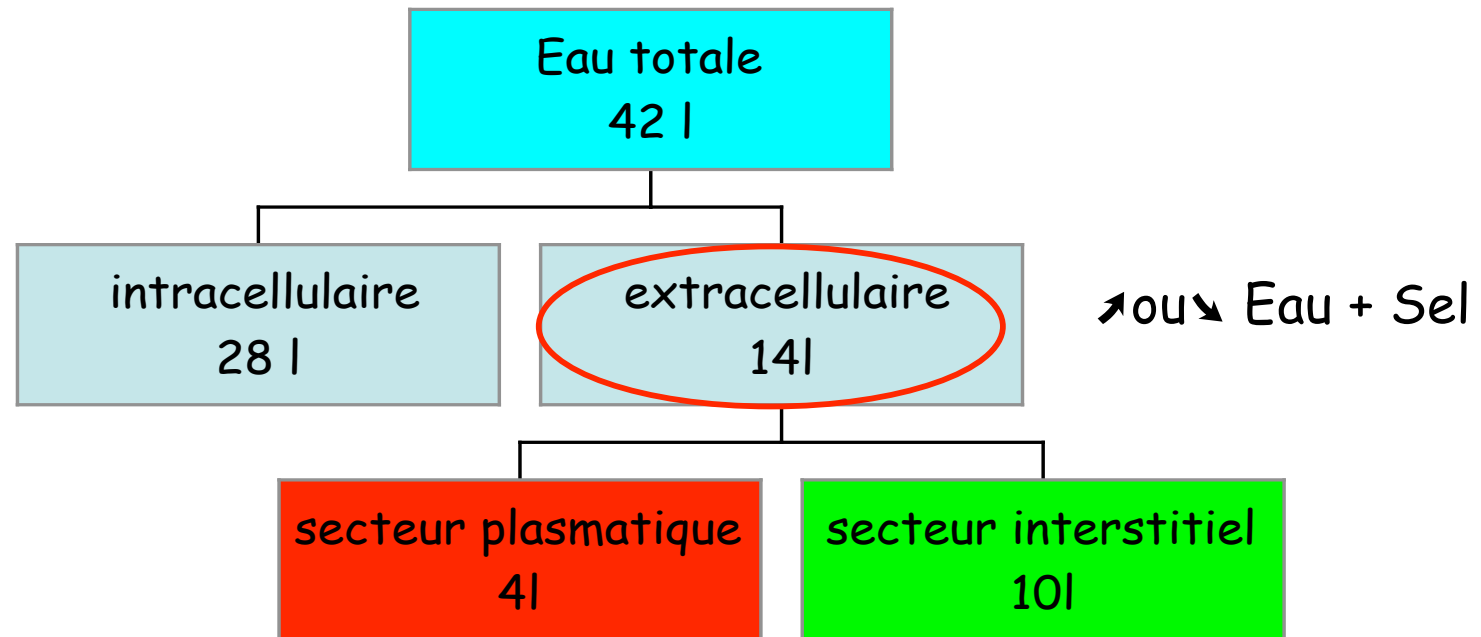 Eau totale
42 l
intracellulaire
28 l
extracellulaire
14l
↗ou↘ Eau + Sel
secteur plasmatique
4l
secteur interstitiel
10l